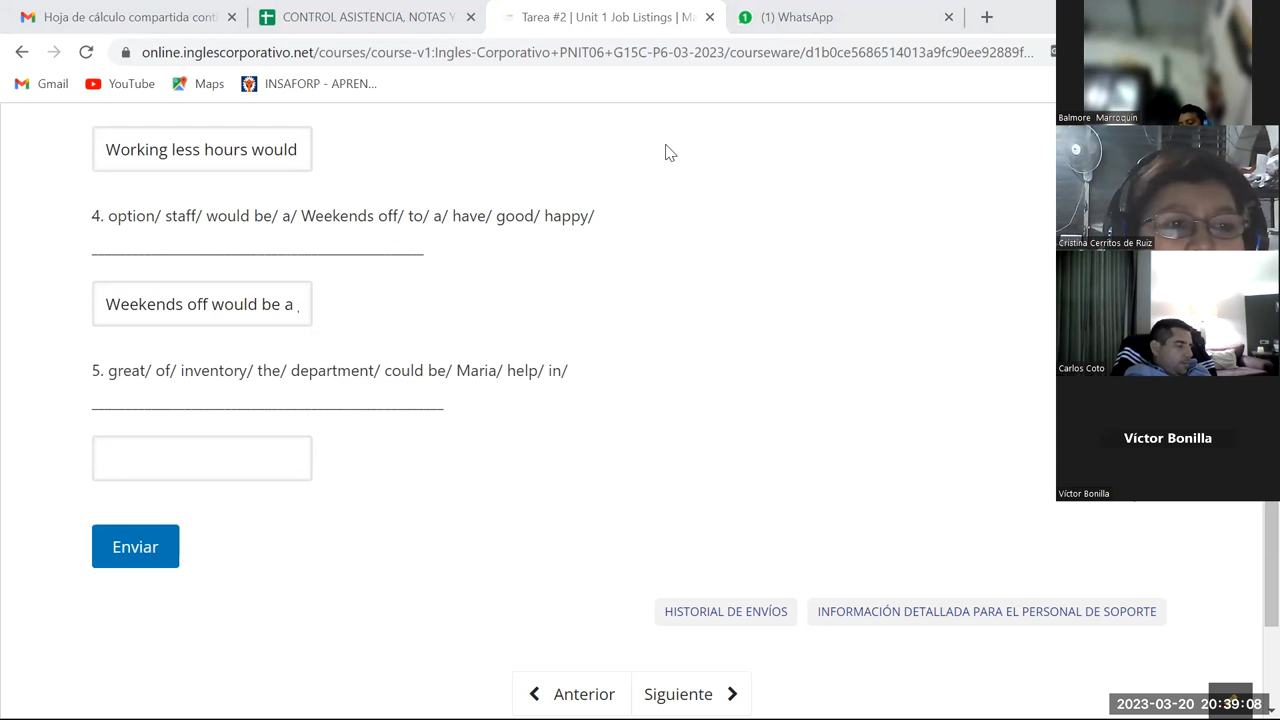 Hoja de cálculo compartida cont
CONTROL ASISTENCIA, NOTAS Y
Tarea #2 | Unit 1 Job Listings | Ma
(1) WhatsApp
online.inglescorporativo.net/courses/course-v1:Ingles-Corporativo+PNIT06+G15C-P6-03-2023/courseware/d1b0ce5686514013a9fc90ee92889f...
Gmail
YouTube
Maps
INSAFORP - APREN...
Balmore Marroquin
Working less hours would
4. option/ staff/ would be/ a/ Weekends off/ to/ a/ have/ good/ happy/
Cristina Cerritos de Ruiz
Weekends off would be a
5. great/ of/ inventory/ the/ department/ could be/ Maria/ help/ in/
Carlos Coto
Víctor Bonilla
Víctor Bonilla
Enviar
HISTORIAL DE ENVÍOS
INFORMACIÓN DETALLADA PARA EL PERSONAL DE SOPORTE
Anterior
Siguiente
2023-03-20 20:39:08